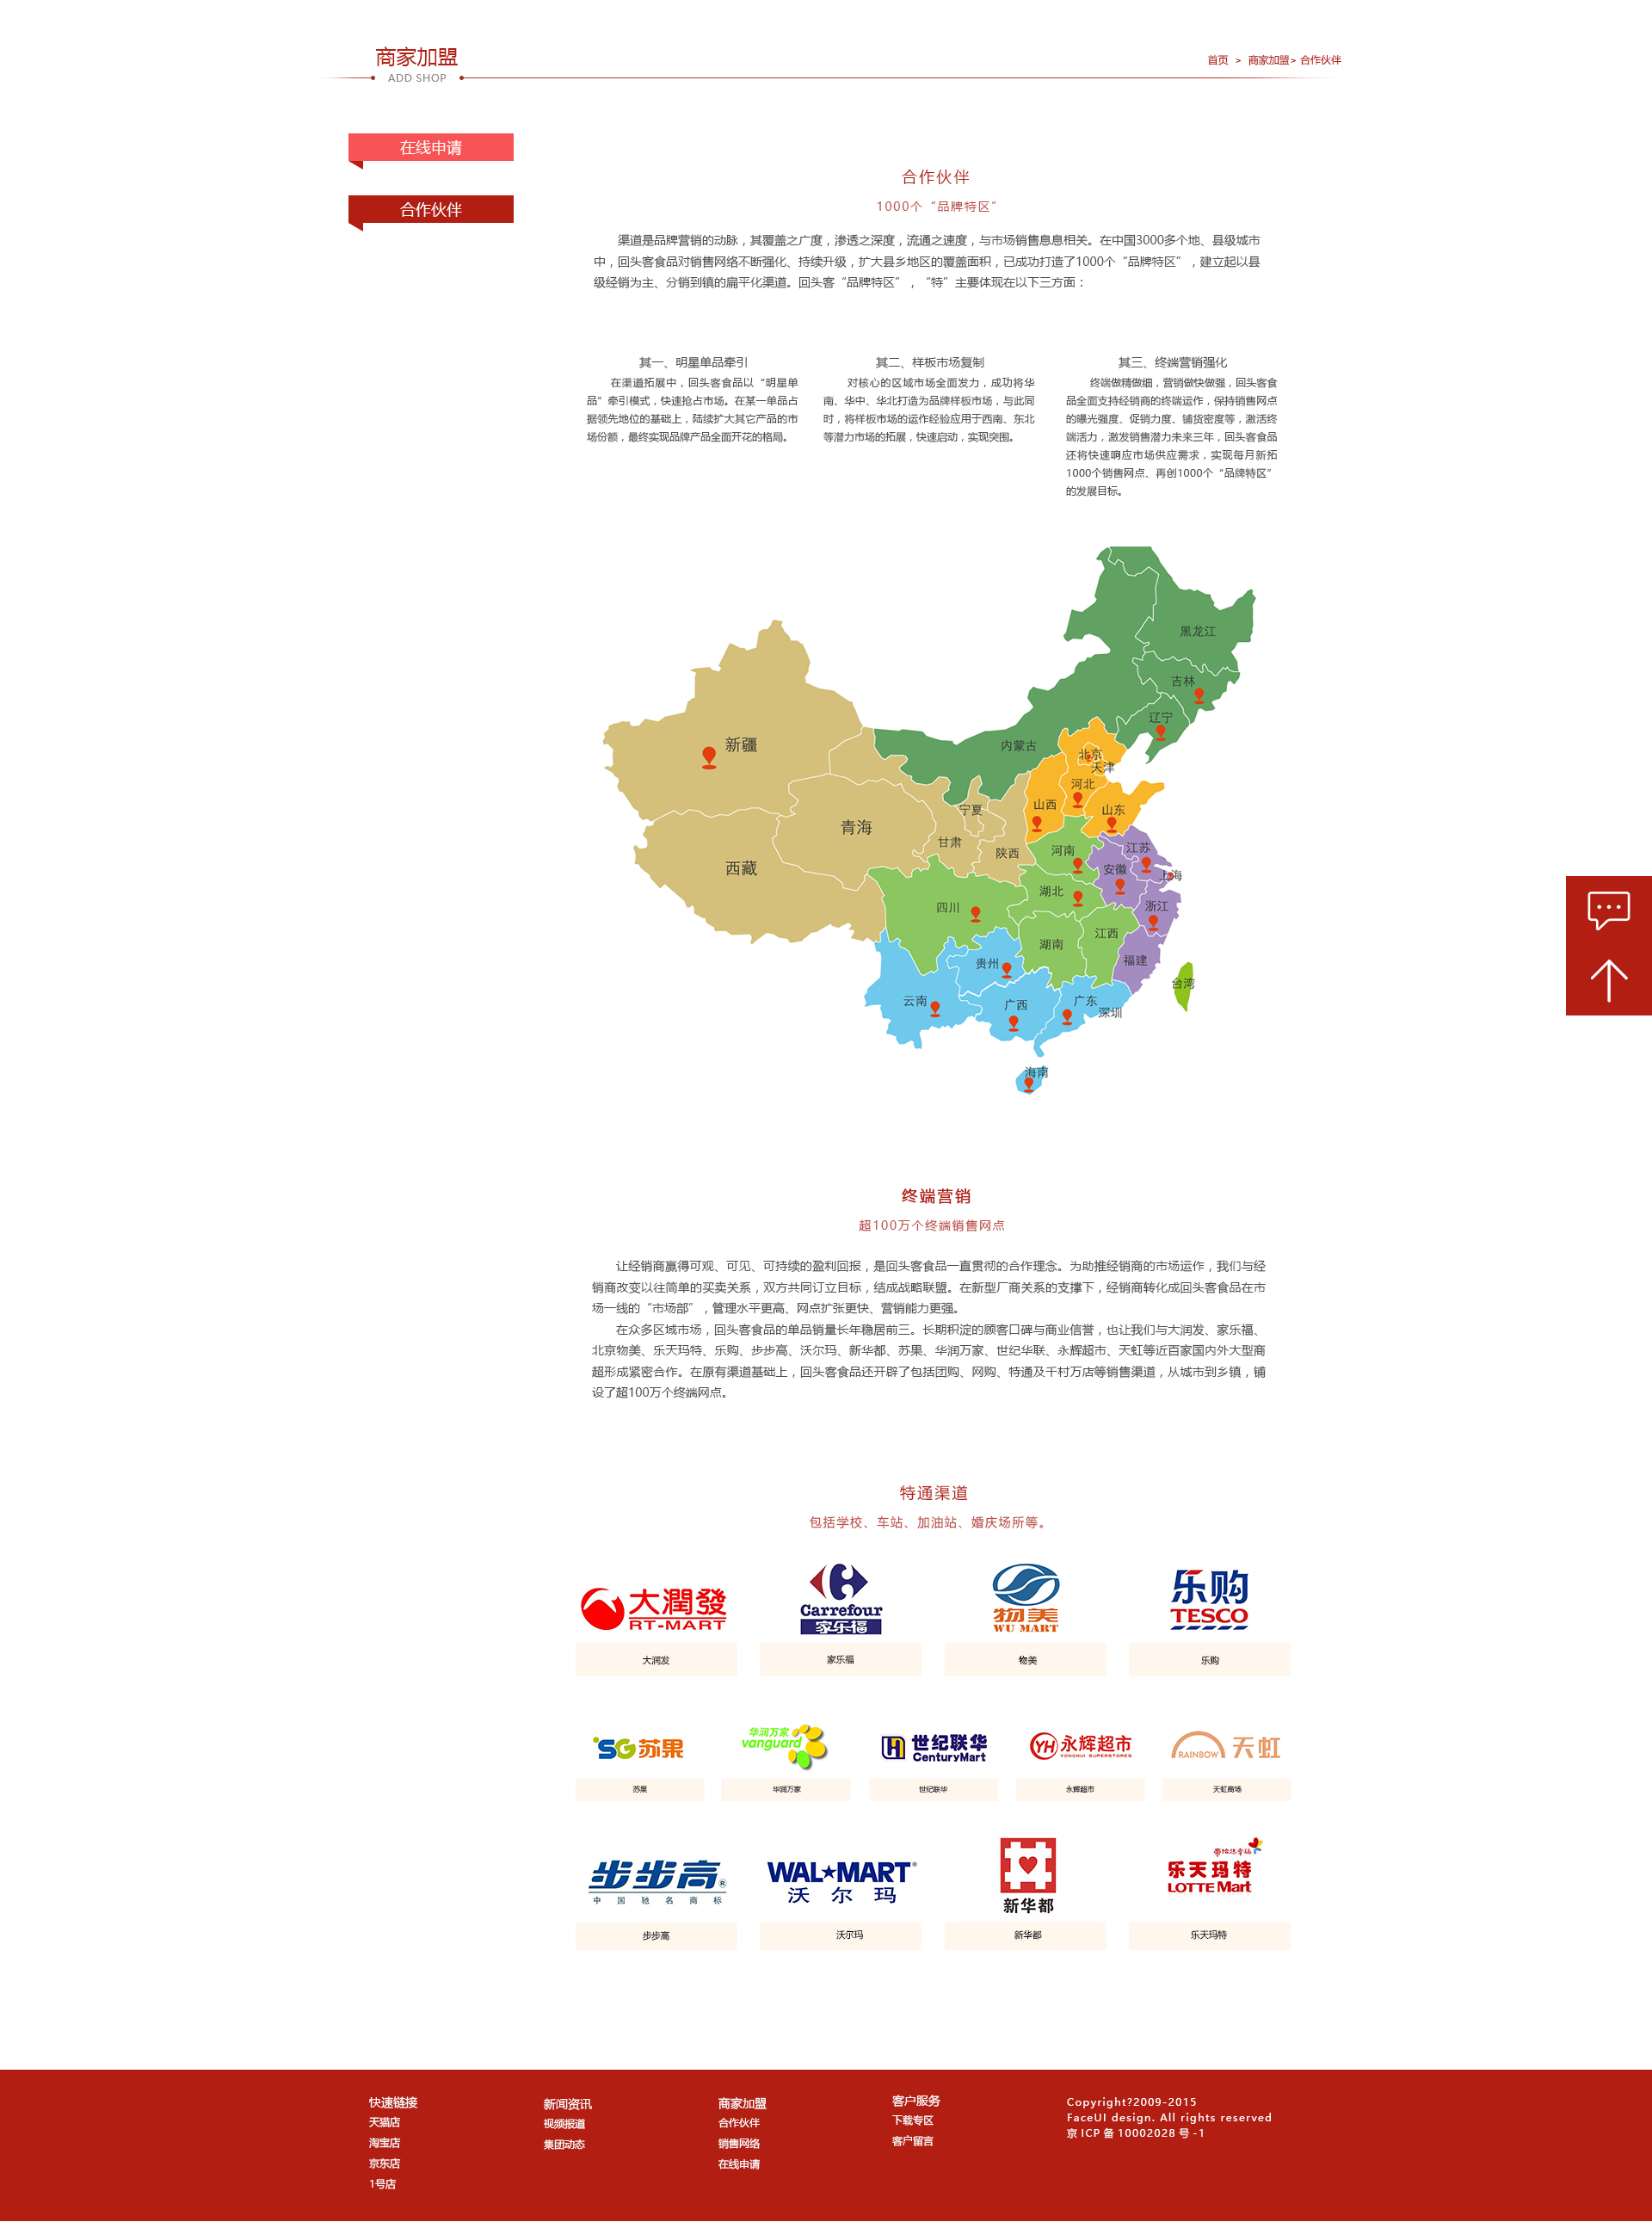 商家加盟
ADD SHOP
首页 > 商家加盟> 合作伙伴
在线申请
合作伙伴
合作伙伴
1000个“品牌特区”
渠道是品牌营销的动脉，其覆盖之广度，渗透之深度，流通之速度，与市场销售息息相关。在中国3000多个地、县级城市
中，回头客食品对销售网络不断强化、持续升级，扩大县乡地区的覆盖面积，已成功打造了1000个“品牌特区”，建立起以县
级经销为主、分销到镇的扁平化渠道。回头客“品牌特区”，“特”主要体现在以下三方面：
其一、明星单品牵引
在渠道拓展中，回头客食品以“明星单
品”牵引模式，快速抢占市场。在某一单品占
据领先地位的基础上，陆续扩大其它产品的市
场份额，最终实现品牌产品全面开花的格局。
其二、样板市场复制
对核心的区域市场全面发力，成功将华
南、华中、华北打造为品牌样板市场，与此同
时，将样板市场的运作经验应用于西南、东北
等潜力市场的拓展，快速启动，实现突围。
其三、终端营销强化
终端做精做细，营销做快做强，回头客食
品全面支持经销商的终端运作，保持销售网点
的曝光强度、促销力度、铺货密度等，激活终
端活力，激发销售潜力未来三年，回头客食品
还将快速响应市场供应需求，实现每月新拓
1000个销售网点、再创1000个“品牌特区”
的发展目标。
黑龙江
吉林
辽宁
内蒙古
新疆
北京
天津
河北
山西
山东
宁夏
青海
甘肃
陕西
河南
江苏
西藏
安徽
上海
湖北
四川
浙江
江西
湖南
福建
贵州
台湾
云南
广西
广东
深圳
海南
终端营销
超100万个终端销售网点
让经销商赢得可观、可见、可持续的盈利回报，是回头客食品一直贯彻的合作理念。为助推经销商的市场运作，我们与经
销商改变以往简单的买卖关系，双方共同订立目标，结成战略联盟。在新型厂商关系的支撑下，经销商转化成回头客食品在市
场一线的“市场部”，管理水平更高、网点扩张更快、营销能力更强。
在众多区域市场，回头客食品的单品销量长年稳居前三。长期积淀的顾客口碑与商业信誉，也让我们与大润发、家乐福、
北京物美、乐天玛特、乐购、步步高、沃尔玛、新华都、苏果、华润万家、世纪华联、永辉超市、天虹等近百家国内外大型商
超形成紧密合作。在原有渠道基础上，回头客食品还开辟了包括团购、网购、特通及千村万店等销售渠道，从城市到乡镇，铺
设了超100万个终端网点。
特通渠道
包括学校、车站、加油站、婚庆场所等。
大潤發
RT-MART
Carrefour
家乐福
物美
WU MART
乐购
TESCO
大润发
家乐福
物美
乐购
SG苏果
华润万家
vanguard
世纪联华
CenturyMart
YH永辉超市
YONGHUI SUPERSTORES
RAINBOW 天虹
苏果
华润万家
世纪联华
永辉超市
天虹商场
步步高®
中国驰名商标
WAL★MART®
沃尔玛
新华都
带给你幸福
乐天玛特
LOTTE Mart
步步高
沃尔玛
新华都
乐天玛特
快速链接
天猫店
淘宝店
京东店
1号店
新闻资讯
视频报道
集团动态
商家加盟
合作伙伴
销售网络
在线申请
客户服务
下载专区
客户留言
Copyright?2009-2015
FaceUI design. All rights reserved
京 ICP 备 10002028 号 -1